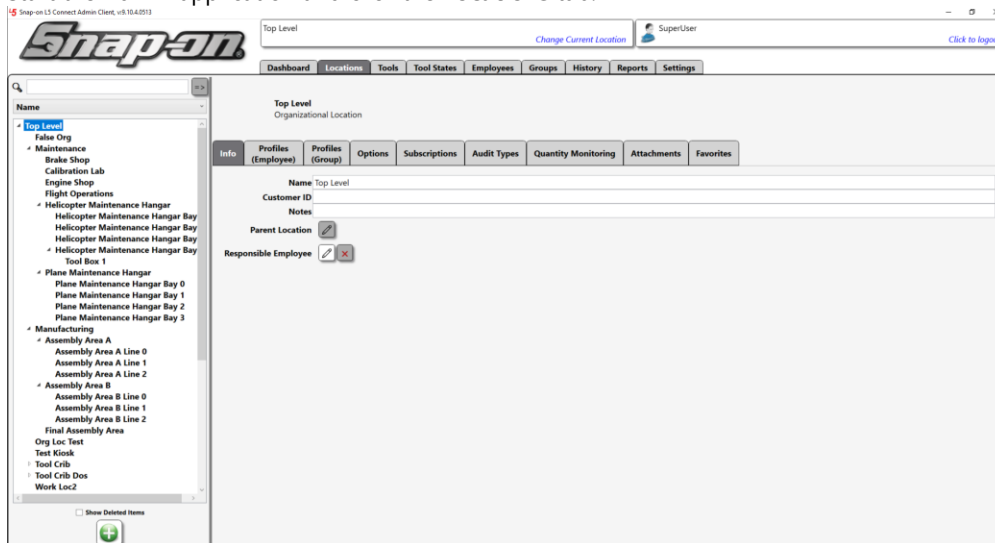 L5 Snap-on L5 Connect Admin Client, v:9.10.4.0513
Snap-on
Top Level
Change Current Location
SuperUser
Click to logou
Dashboard Locations Tools Tool States Employees Groups History Reports Settings
=>
Name
Top Level
False Org
Maintenance
Brake Shop
Calibration Lab
Engine Shop
Flight Operations
Helicopter Maintenance Hangar
Helicopter Maintenance Hangar Bay
Helicopter Maintenance Hangar Bay
Helicopter Maintenance Hangar Bay
Helicopter Maintenance Hangar Bay
Tool Box 1
Plane Maintenance Hangar
Plane Maintenance Hangar Bay 0
Plane Maintenance Hangar Bay 1
Plane Maintenance Hangar Bay 2
Plane Maintenance Hangar Bay 3
Manufacturing
Assembly Area A
Assembly Area A Line 0
Assembly Area A Line 1
Assembly Area A Line 2
Assembly Area B
Assembly Area B Line 0
Assembly Area B Line 1
Assembly Area B Line 2
Final Assembly Area
Org Loc Test
Test Kiosk
Tool Crib
Tool Crib Dos
Work Loc2
Show Deleted Items
Top Level
Organizational Location
Info Profiles (Employee) Profiles (Group) Options Subscriptions Audit Types Quantity Monitoring Attachments Favorites
Name Top Level
Customer ID
Notes
Parent Location
Responsible Employee